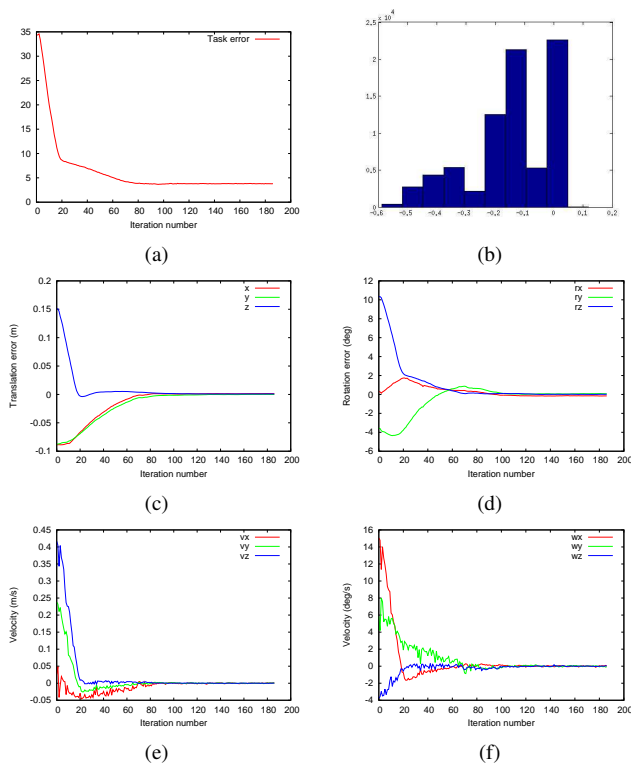 35
30
25
20
15
10
5
0
Task error
0 20 40 60 80 100 120 140 160 180 200
Iteration number
(a)
x 10^4
2.5
2
1.5
1
0.5
0
-0.6 -0.5 -0.4 -0.3 -0.2 -0.1 0 0.1 0.2
(b)
0.2
0.15
0.1
0.05
0
-0.05
-0.1
Translation error (m)
x
y
z
0 20 40 60 80 100 120 140 160 180 200
Iteration number
(c)
12
10
8
6
4
2
0
-2
-4
-6
Rotation error (deg)
rx
ry
rz
0 20 40 60 80 100 120 140 160 180 200
Iteration number
(d)
0.45
0.4
0.35
0.3
0.25
0.2
0.15
0.1
0.05
0
-0.05
Velocity (m/s)
vx
vy
vz
0 20 40 60 80 100 120 140 160 180 200
Iteration number
(e)
16
14
12
10
8
6
4
2
0
-2
-4
Velocity (deg/s)
wx
wy
wz
0 20 40 60 80 100 120 140 160 180 200
Iteration number
(f)